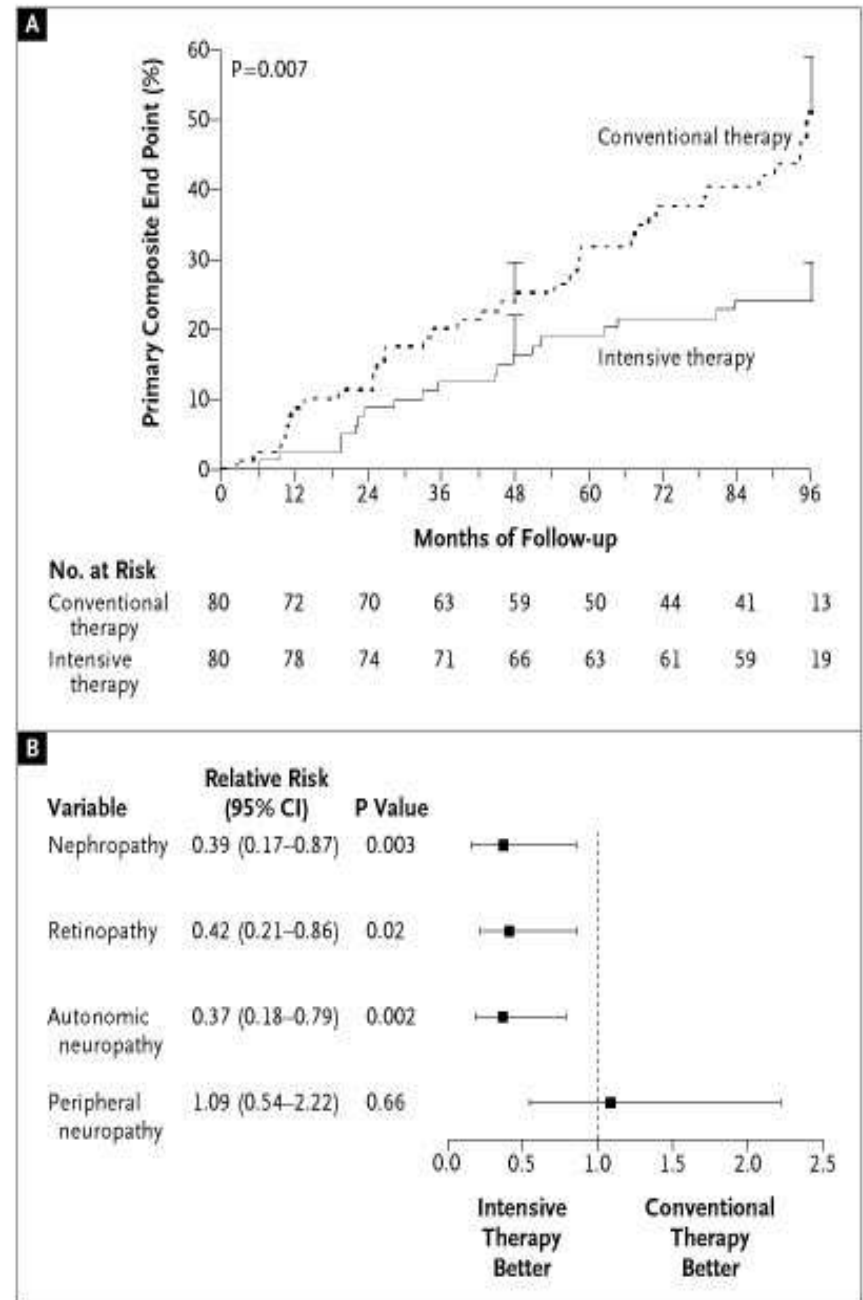 A
60
P=0.007
50
Conventional therapy
40
30
20
Intensive therapy
10
0
Primary Composite End Point (%)
0 12 24 36 48 60 72 84 96
Months of Follow-up
No. at Risk
Conventional 80 72 70 63 59 50 44 41 13
therapy
Intensive 80 78 74 71 66 63 61 59 19
therapy
B
Relative Risk
Variable (95% CI) P Value
Nephropathy 0.39 (0.17–0.87) 0.003
Retinopathy 0.42 (0.21–0.86) 0.02
Autonomic 0.37 (0.18–0.79) 0.002
neuropathy
Peripheral 1.09 (0.54–2.22) 0.66
neuropathy
0.0 0.5 1.0 1.5 2.0 2.5
Intensive Conventional
Therapy Therapy
Better Better